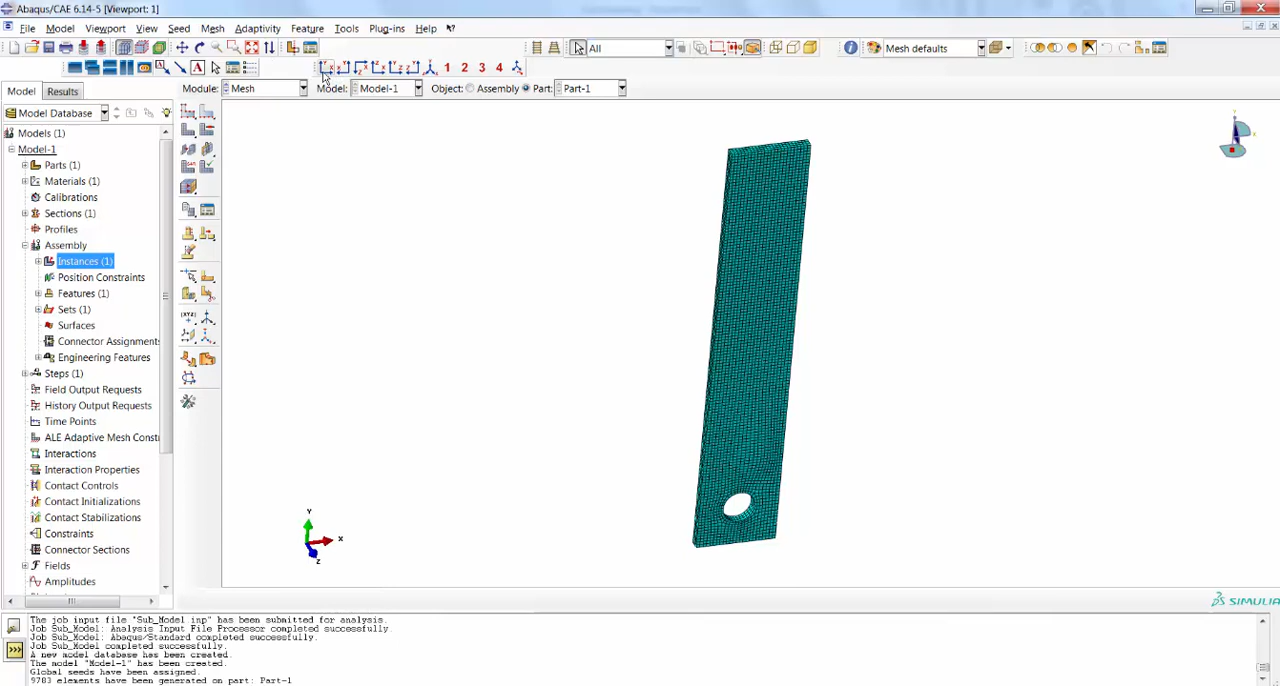 Abaqus/CAE 6.14-5 [Viewport: 1]
File Model Viewport View Seed Mesh Adaptivity Feature Tools Plug-ins Help
All Mesh defaults
A 1 2 3 4
Model Results Module: Mesh Model: Model-1 Object: Assembly Part: Part-1
Model Database
Models (1)
Model-1
Parts (1)
Materials (1)
Calibrations
Sections (1)
Profiles
Assembly
Instances (1)
Position Constraints
Features (1)
Sets (1)
Surfaces
Connector Assignments
Engineering Features
Steps (1)
Field Output Requests
History Output Requests
Time Points
ALE Adaptive Mesh Const
Interactions
Interaction Properties
Contact Controls
Contact Initializations
Contact Stabilizations
Constraints
Connector Sections
Fields
Amplitudes
Y
X
Z
SIMULIA
The job input file "Sub_Model.inp" has been submitted for analysis.
Job Sub_Model: Analysis Input File Processor completed successfully.
Job Sub_Model: Abaqus/Standard completed successfully.
Job Sub_Model completed successfully.
A new model database has been created.
The model "Model-1" has been created.
Global seeds have been assigned.
9783 elements have been generated on part: Part-1